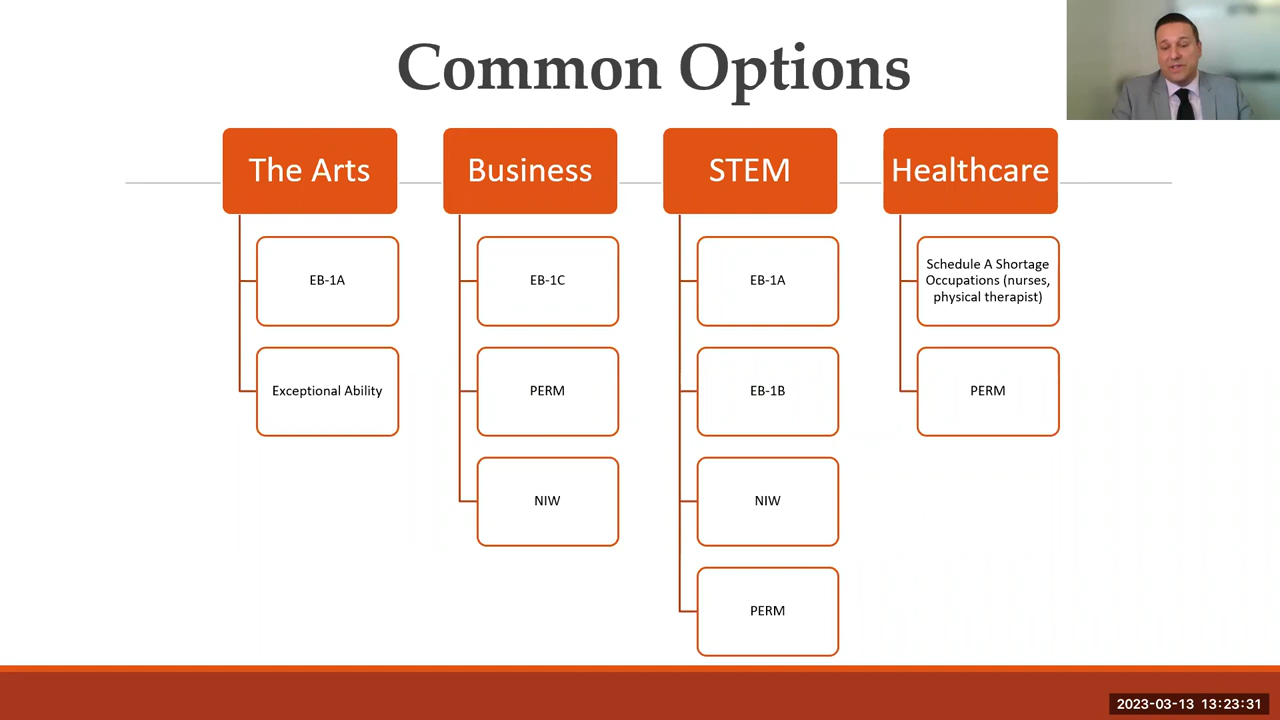 Common Options
The Arts
EB-1A
Exceptional Ability
Business
EB-1C
PERM
NIW
STEM
EB-1A
EB-1B
NIW
PERM
Healthcare
Schedule A Shortage
Occupations (nurses,
physical therapist)
PERM
2023-03-13 13:23:31